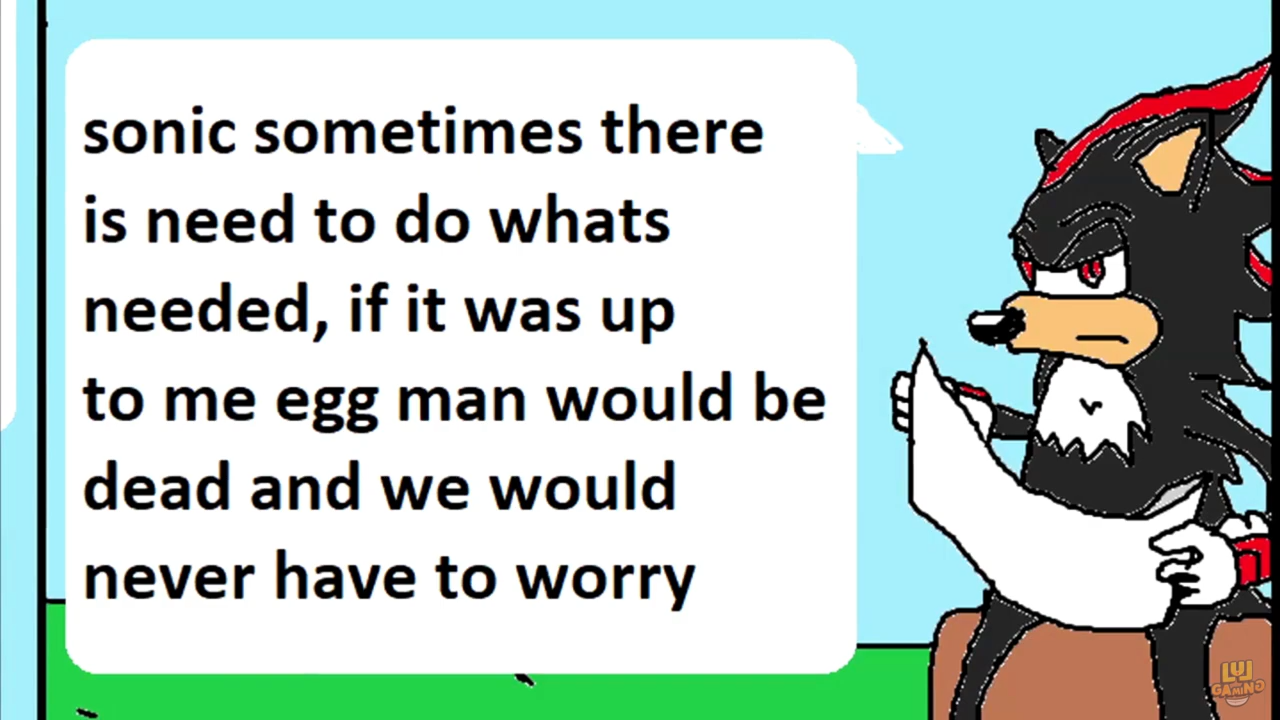 sonic sometimes there
is need to do whats
needed, if it was up
to me egg man would be
dead and we would
never have to worry
GAMING